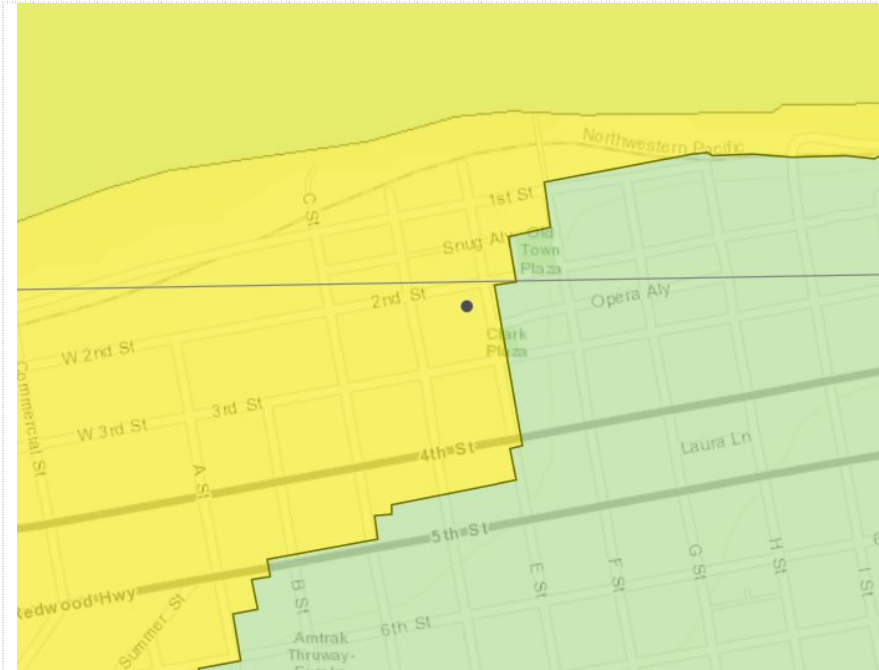 Northwestern Pacific
C St
1st St
Snug Aly
Old
Town
Plaza
2nd St
Opera Aly
W 2nd St
Clark
Plaza
Commercial St
W 3rd St
3rd St
4th St
Laura Ln
A St
5th St
Redwood Hwy
Summer St
B St
6th St
E St
F St
G St
H St
I St
6
Amtrak
Thruway-